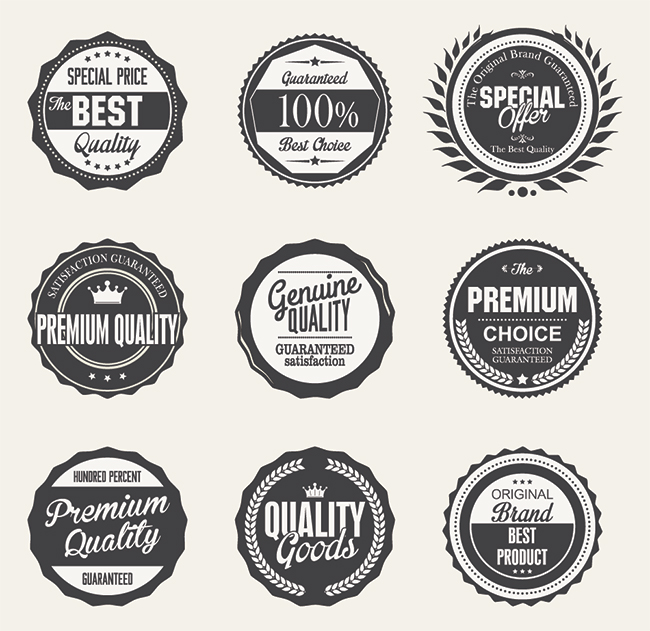 SPECIAL PRICE
The BEST
Quality
Guaranteed
100%
Best Choice
The Original Brand Guaranteed
SPECIAL
Offer
The Best Quality
SATISFACTION GUARANTEED
PREMIUM QUALITY
Genuine
QUALITY
GUARANTEED
satisfaction
The
PREMIUM
CHOICE
SATISFACTION
GUARANTEED
HUNDRED PERCENT
Premium
Quality
GUARANTEED
QUALITY
Goods
ORIGINAL
Brand
BEST
PRODUCT